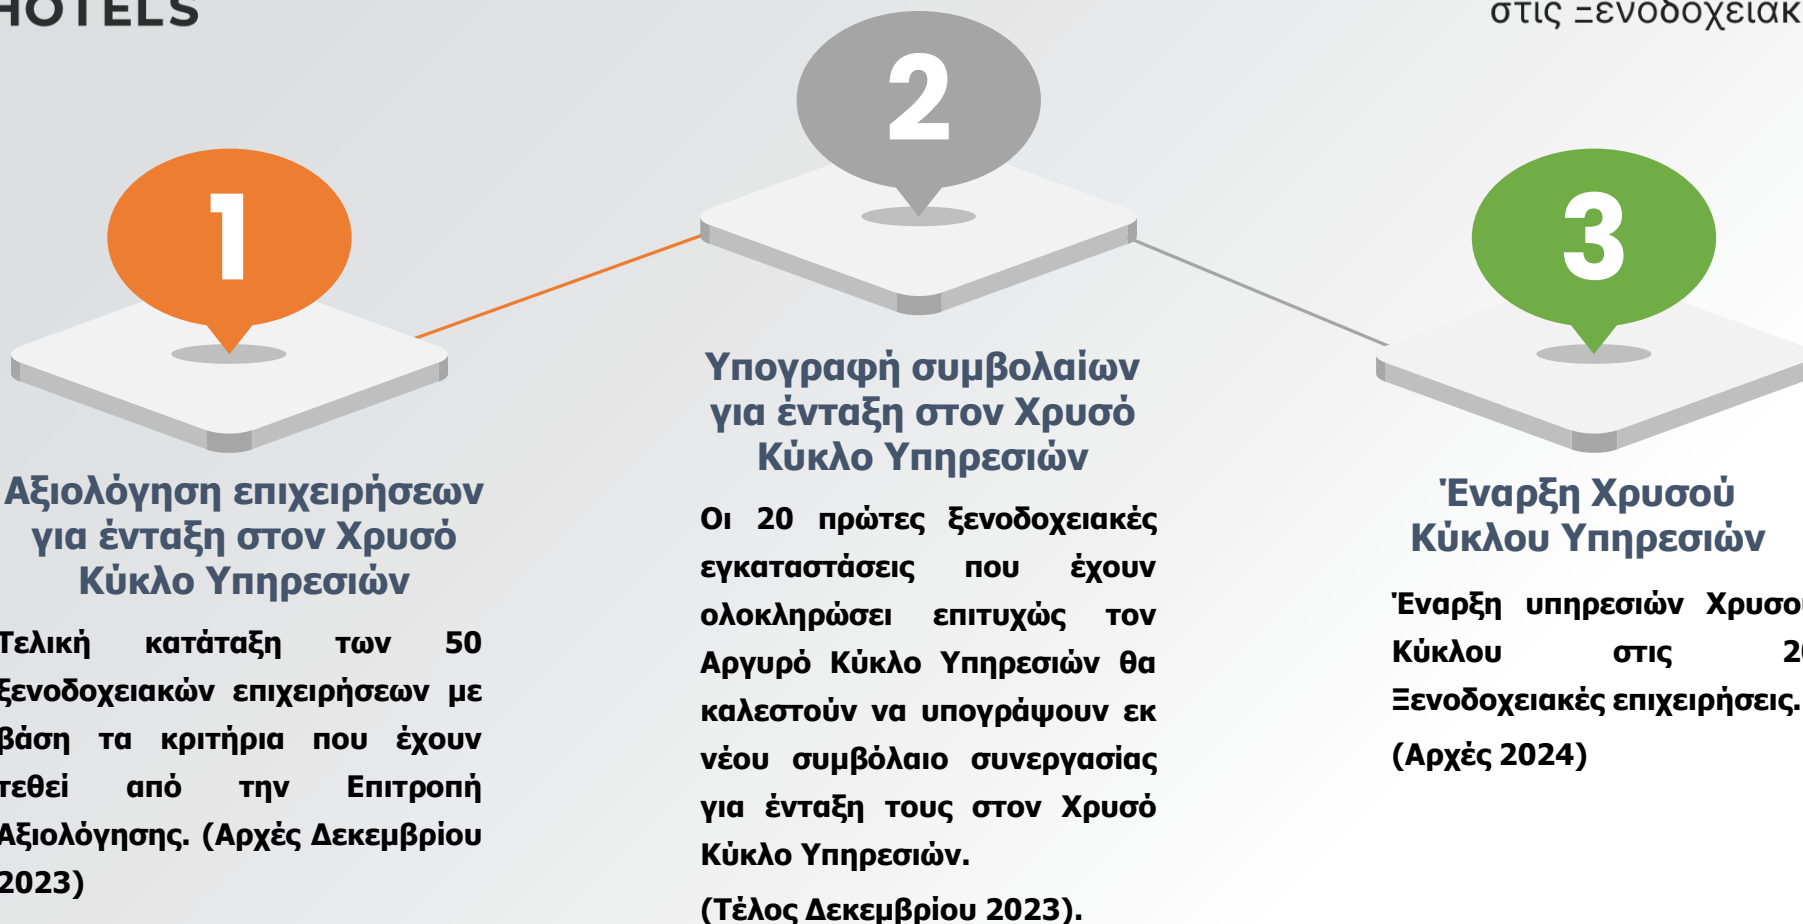 HOTELS
στις Ξενοδοχειακ
1
2
3
Αξιολόγηση επιχειρήσεων
για ένταξη στον Χρυσό
Κύκλο Υπηρεσιών
Τελική κατάταξη των 50
ξενοδοχειακών επιχειρήσεων με
βάση τα κριτήρια που έχουν
τεθεί από την Επιτροπή
Αξιολόγησης. (Αρχές Δεκεμβρίου
2023)
Υπογραφή συμβολαίων
για ένταξη στον Χρυσό
Κύκλο Υπηρεσιών
Οι 20 πρώτες ξενοδοχειακές
εγκαταστάσεις που έχουν
ολοκληρώσει επιτυχώς τον
Αργυρό Κύκλο Υπηρεσιών θα
καλεστούν να υπογράψουν εκ
νέου συμβόλαιο συνεργασίας
για ένταξη τους στον Χρυσό
Κύκλο Υπηρεσιών.
(Τέλος Δεκεμβρίου 2023).
Έναρξη Χρυσού
Κύκλου Υπηρεσιών
Έναρξη υπηρεσιών Χρυσού
Κύκλου στις 20
Ξενοδοχειακές επιχειρήσεις.
(Αρχές 2024)